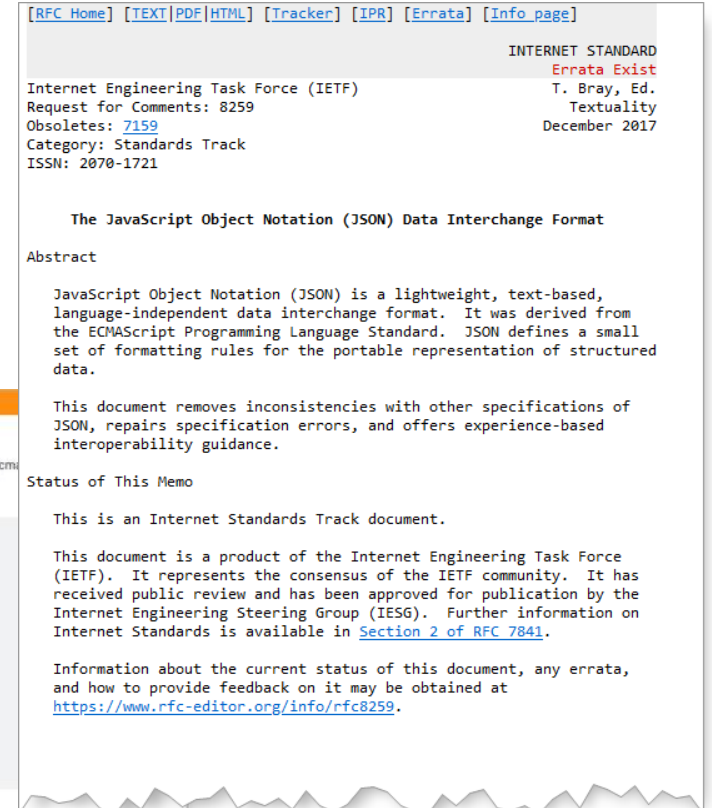 [RFC Home] [TEXT|PDF|HTML] [Tracker] [IPR] [Errata] [Info page]
INTERNET STANDARD
Errata Exist
Internet Engineering Task Force (IETF) T. Bray, Ed.
Request for Comments: 8259 Textuality
Obsoletes: 7159 December 2017
Category: Standards Track
ISSN: 2070-1721
The JavaScript Object Notation (JSON) Data Interchange Format
Abstract
JavaScript Object Notation (JSON) is a lightweight, text-based,
language-independent data interchange format. It was derived from
the ECMAScript Programming Language Standard. JSON defines a small
set of formatting rules for the portable representation of structured
data.
This document removes inconsistencies with other specifications of
JSON, repairs specification errors, and offers experience-based
interoperability guidance.
Status of This Memo
This is an Internet Standards Track document.
This document is a product of the Internet Engineering Task Force
(IETF). It represents the consensus of the IETF community. It has
received public review and has been approved for publication by the
Internet Engineering Steering Group (IESG). Further information on
Internet Standards is available in Section 2 of RFC 7841.
Information about the current status of this document, any errata,
and how to provide feedback on it may be obtained at
https://www.rfc-editor.org/info/rfc8259.